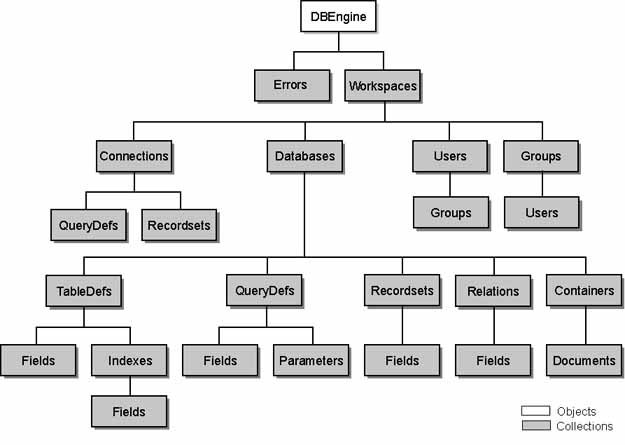 DBEngine
Errors
Workspaces
Connections
Databases
Users
Groups
QueryDefs
Recordsets
Groups
Users
TableDefs
QueryDefs
Recordsets
Relations
Containers
Fields
Indexes
Fields
Parameters
Fields
Fields
Documents
Fields
Objects
Collections